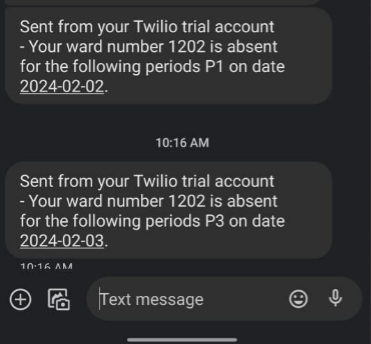 Sent from your Twilio trial account
- Your ward number 1202 is absent
for the following periods P1 on date
2024-02-02.
10:16 AM
Sent from your Twilio trial account
- Your ward number 1202 is absent
for the following periods P3 on date
2024-02-03.
10:16 AM
Text message